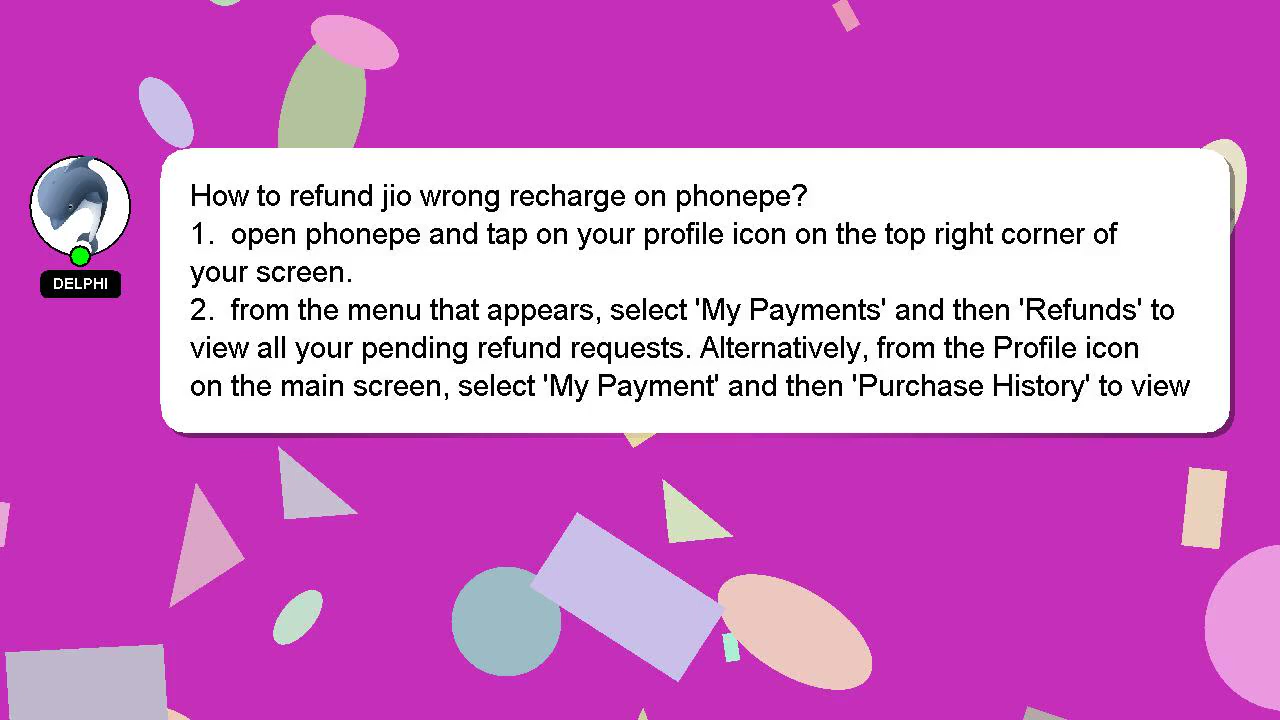 How to refund jio wrong recharge on phonepe?
1.  open phonepe and tap on your profile icon on the top right corner of
your screen.
2.  from the menu that appears, select 'My Payments' and then 'Refunds' to
view all your pending refund requests. Alternatively, from the Profile icon
on the main screen, select 'My Payment' and then 'Purchase History' to view
DELPHI